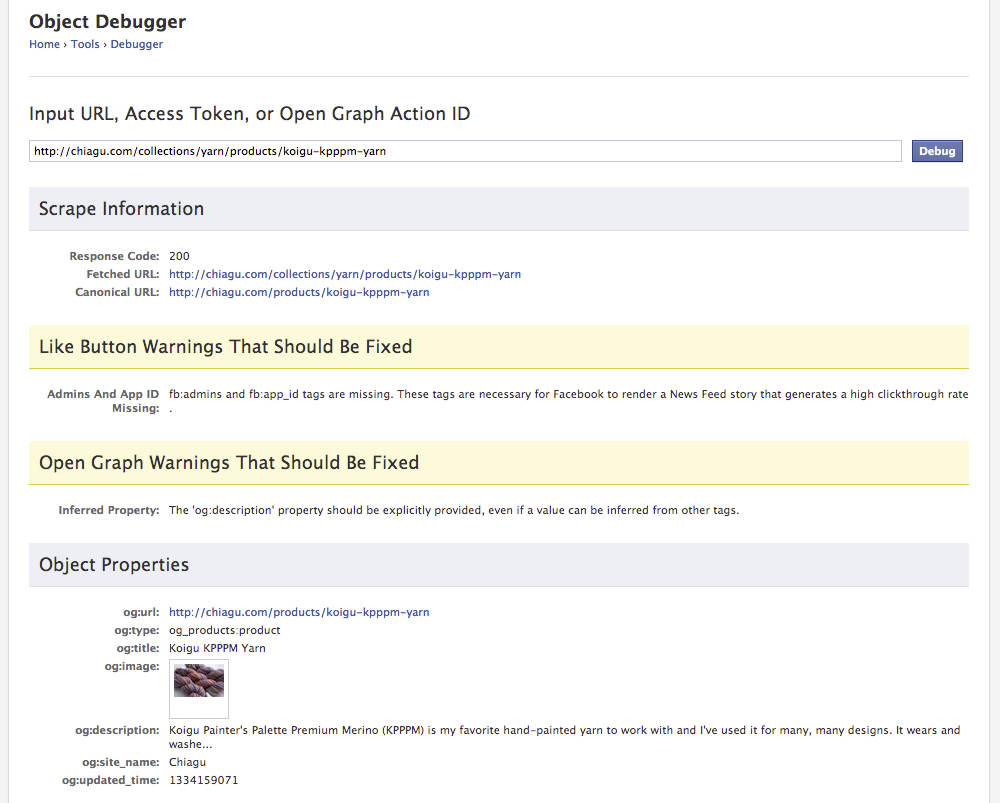 Object Debugger
Home › Tools › Debugger
Input URL, Access Token, or Open Graph Action ID
http://chiagu.com/collections/yarn/products/koigu-kpppm-yarn
Debug
Scrape Information
Response Code: 200
Fetched URL: http://chiagu.com/collections/yarn/products/koigu-kpppm-yarn
Canonical URL: http://chiagu.com/products/koigu-kpppm-yarn
Like Button Warnings That Should Be Fixed
Admins And App ID fb:admins and fb:app_id tags are missing. These tags are necessary for Facebook to render a News Feed story that generates a high clickthrough rate
Missing: .
Open Graph Warnings That Should Be Fixed
Inferred Property: The 'og:description' property should be explicitly provided, even if a value can be inferred from other tags.
Object Properties
og:url: http://chiagu.com/products/koigu-kpppm-yarn
og:type: og_products:product
og:title: Koigu KPPPM Yarn
og:image:
og:description: Koigu Painter's Palette Premium Merino (KPPPM) is my favorite hand-painted yarn to work with and I've used it for many, many designs. It wears and
washe...
og:site_name: Chiagu
og:updated_time: 1334159071